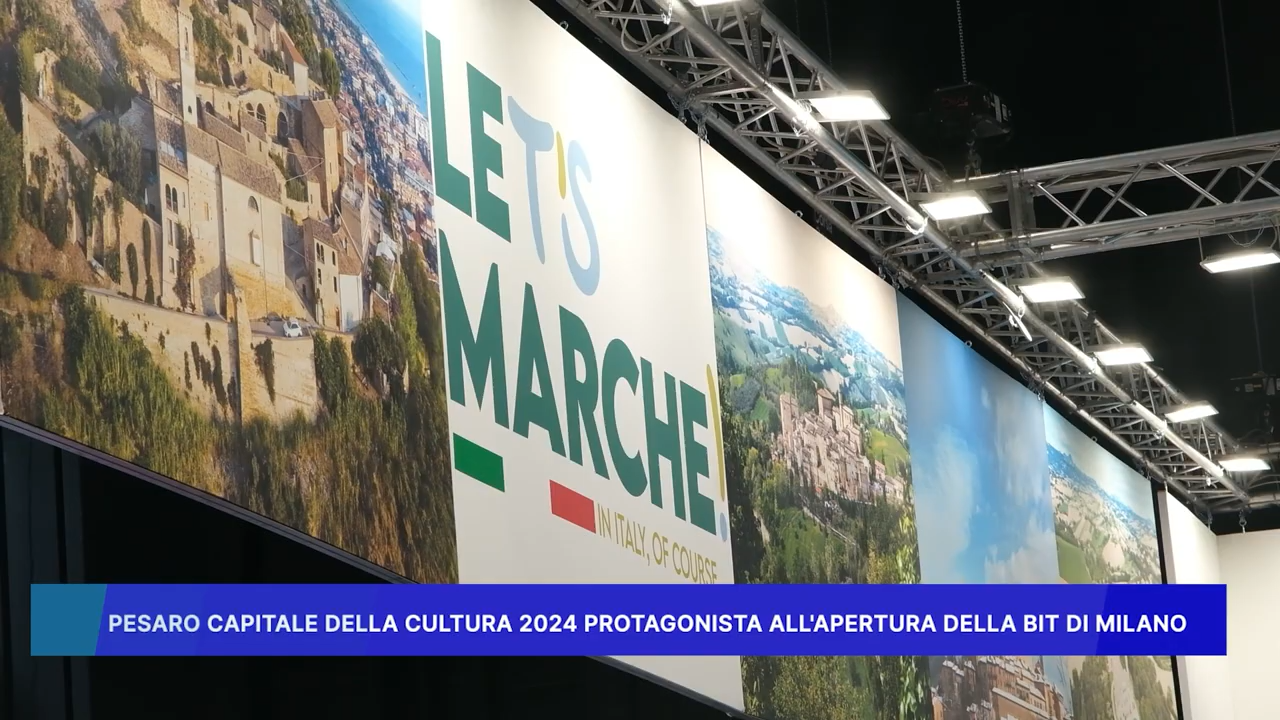 LET'S
MARCHE!
IN ITALY, OF COURSE
PESARO CAPITALE DELLA CULTURA 2024 PROTAGONISTA ALL'APERTURA DELLA BIT DI MILANO